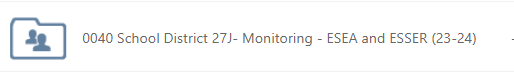 0040 School District 27J- Monitoring - ESEA and ESSER (23-24)